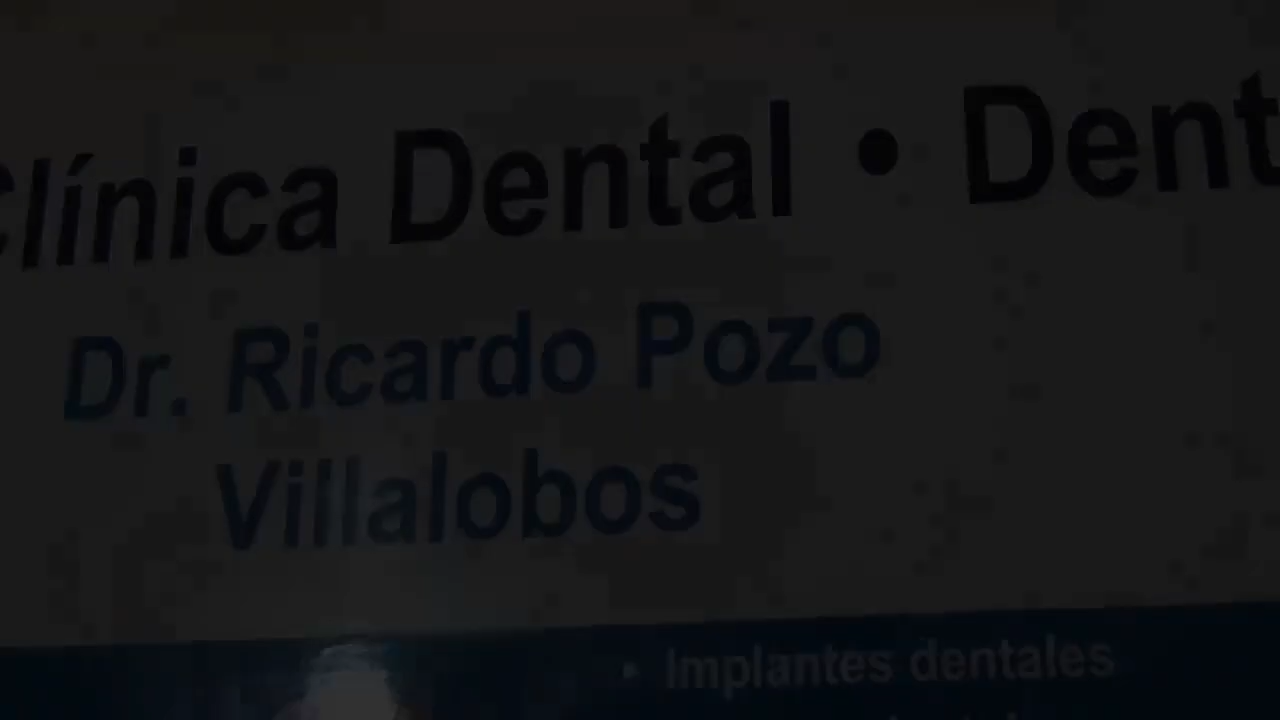 Clínica Dental • Dent
Dr. Ricardo Pozo
Villalobos
• Implantes dentales